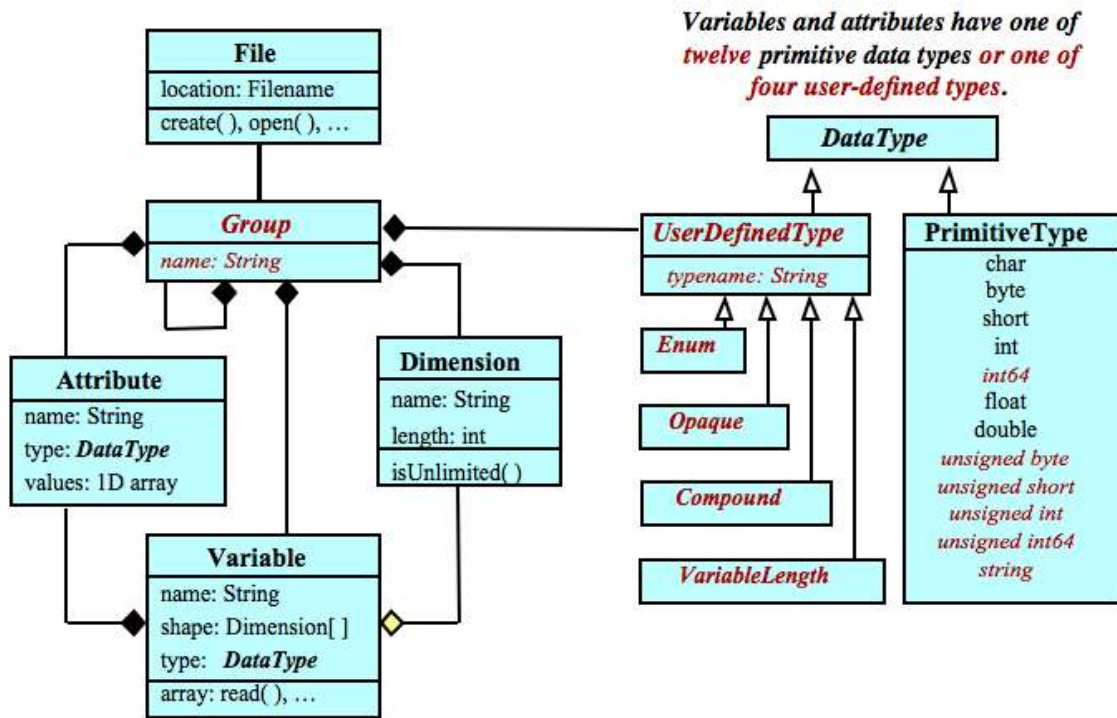 Variables and attributes have one of
twelve primitive data types or one of
four user-defined types.
File
location: Filename
create( ), open( ), …
Group
name: String
Attribute
name: String
type: DataType
values: 1D array
Dimension
name: String
length: int
isUnlimited( )
Variable
name: String
shape: Dimension[ ]
type: DataType
array: read( ), …
DataType
UserDefinedType
typename: String
Enum
Opaque
Compound
VariableLength
PrimitiveType
char
byte
short
int
int64
float
double
unsigned byte
unsigned short
unsigned int
unsigned int64
string